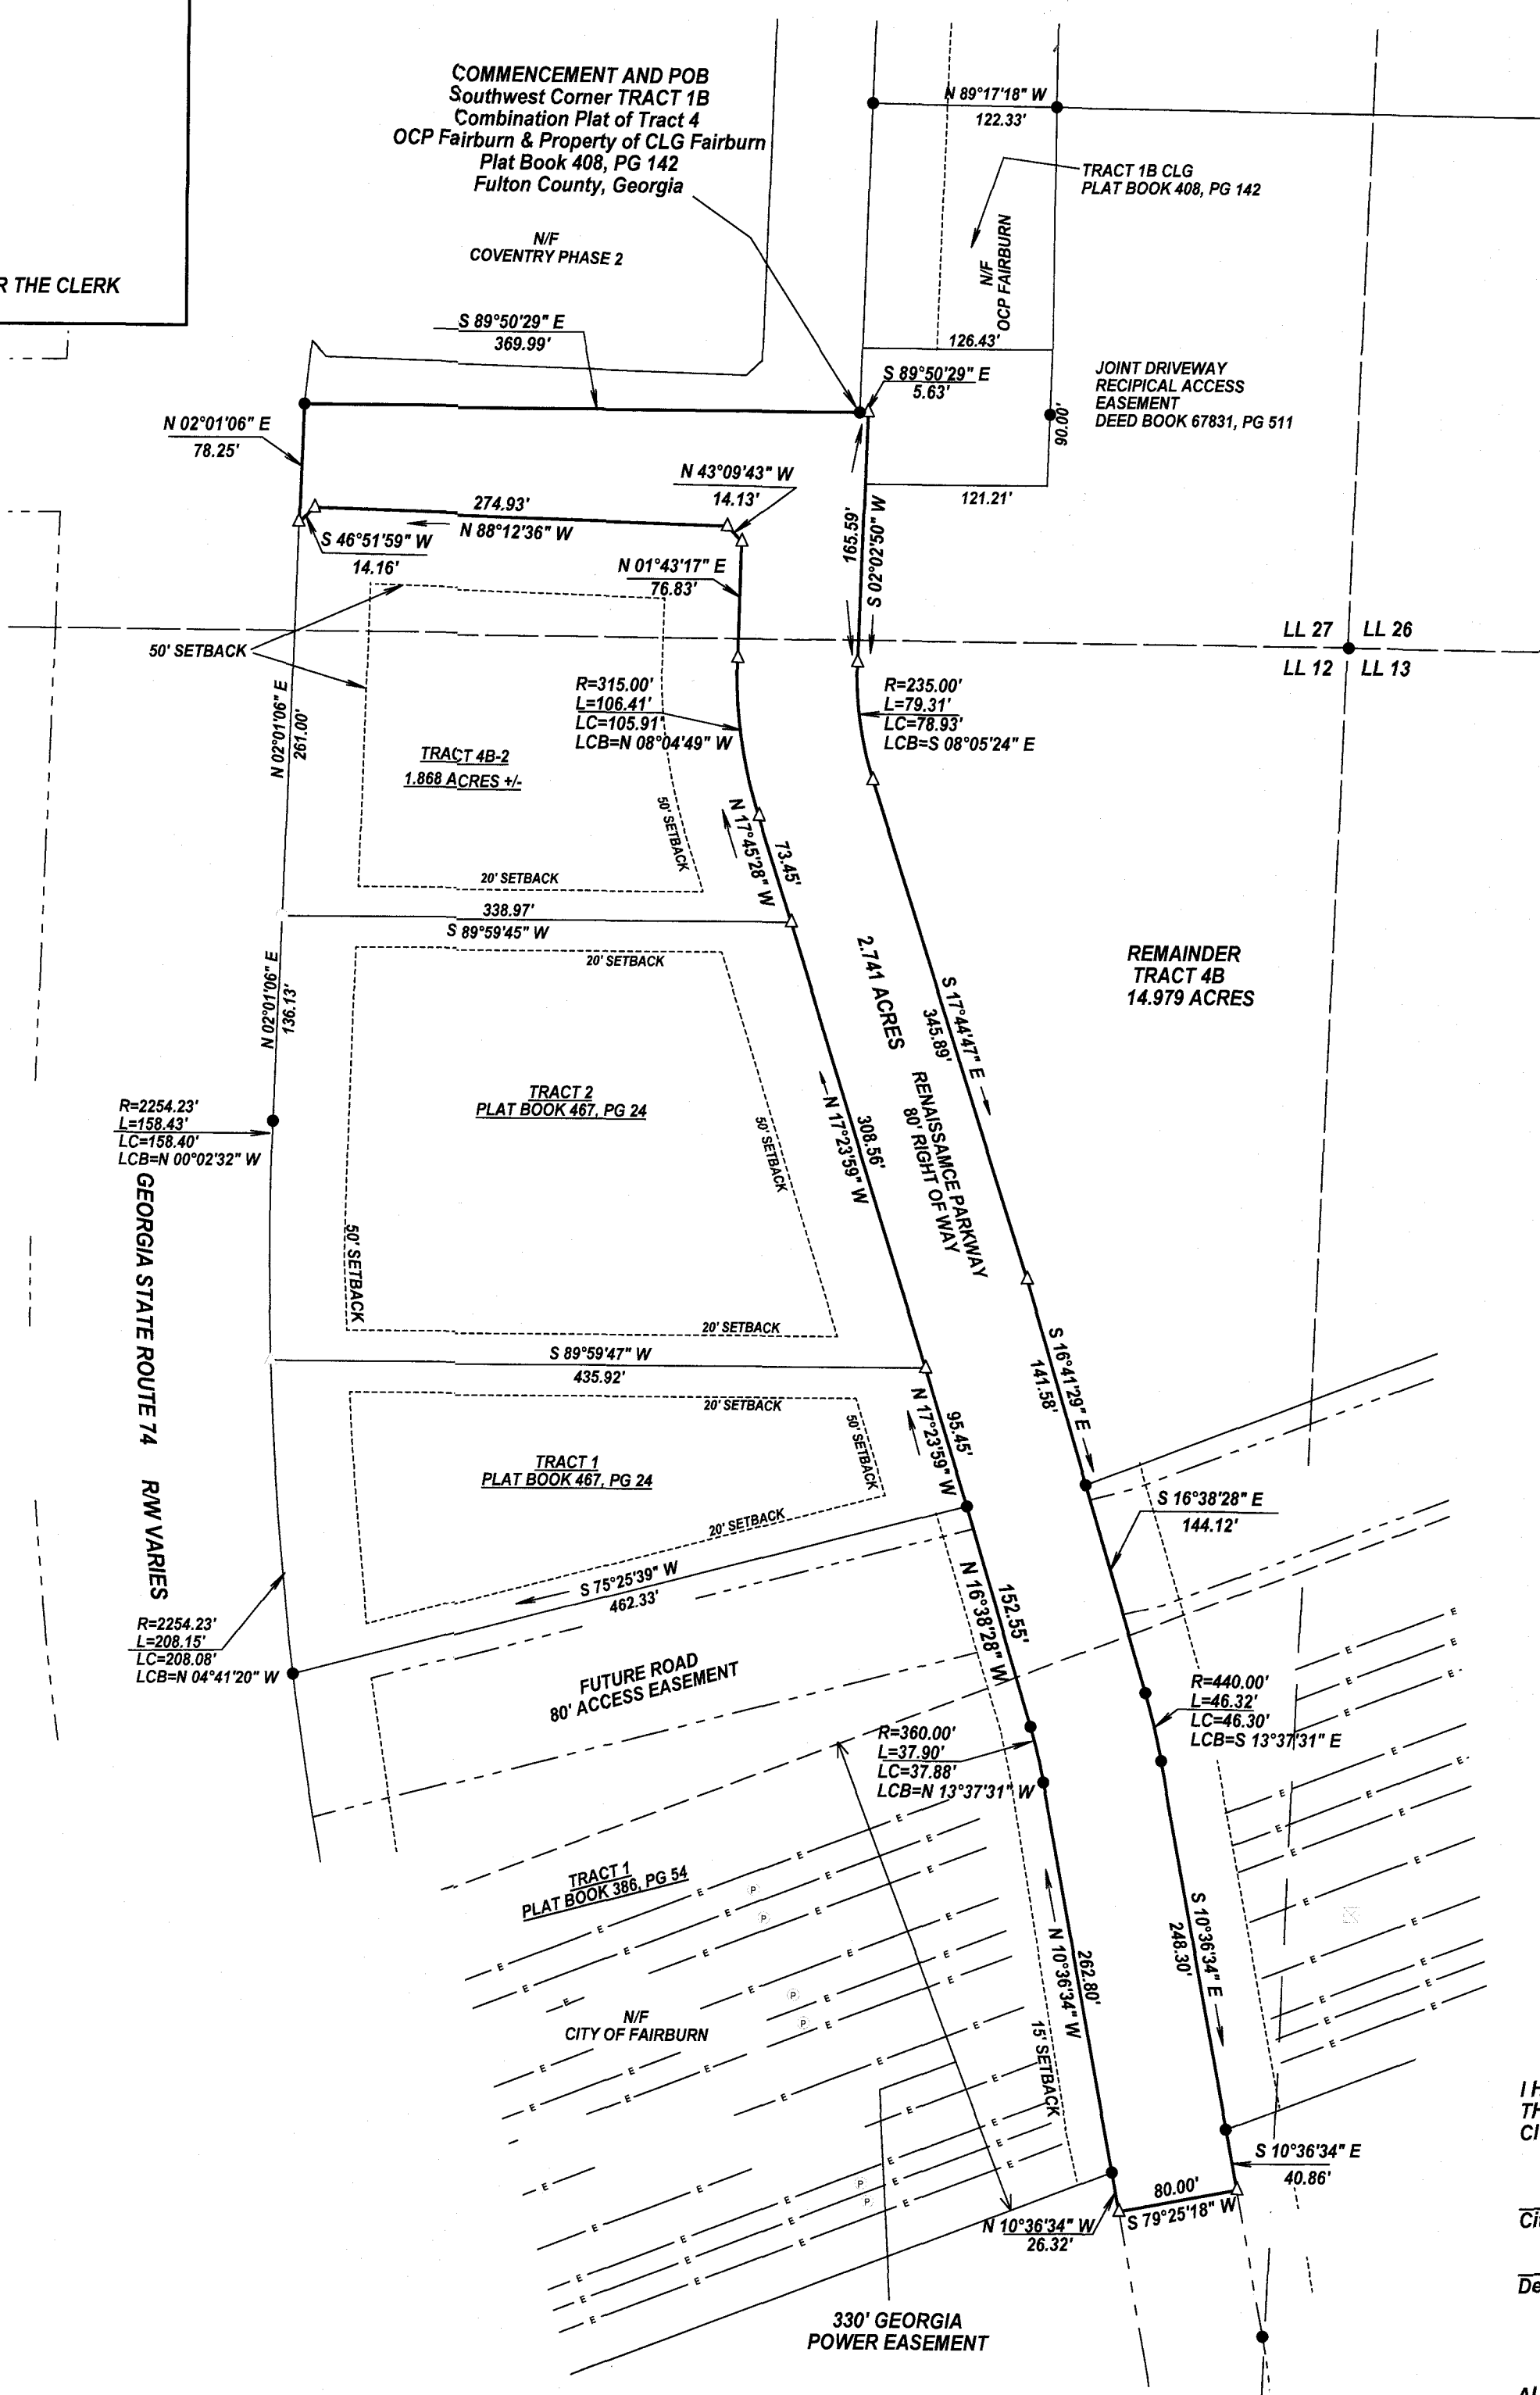 COMMENCEMENT AND POB
Southwest Corner TRACT 1B
Combination Plat of Tract 4
OCP Fairburn & Property of CLG Fairburn
Plat Book 408, PG 142
Fulton County, Georgia
N 89°17'18" W
122.33'
TRACT 1B CLG
PLAT BOOK 408, PG 142
N/F
COVENTRY PHASE 2
N/F
OCP FAIRBURN
R THE CLERK
S 89°50'29" E
369.99'
126.43'
S 89°50'29" E
5.63'
JOINT DRIVEWAY
RECIPICAL ACCESS
EASEMENT
DEED BOOK 67831, PG 511
90.00'
N 02°01'06" E
78.25'
N 43°09'43" W
14.13'
274.93'
N 88°12'36" W
121.21'
S 46°51'59" W
14.16'
165.59'
S 02°02'50" W
N 01°43'17" E
76.83'
50' SETBACK
LL 27
LL 26
LL 12
LL 13
R=315.00'
L=106.41'
LC=105.91'
LCB=N 08°04'49" W
R=235.00'
L=79.31'
LC=78.93'
LCB=S 08°05'24" E
N 02°01'06" E
261.00'
TRACT 4B-2
1.868 ACRES +/-
50' SETBACK
N 17°45'28" W
73.45'
20' SETBACK
338.97'
S 89°59'45" W
20' SETBACK
2.741 ACRES
S 17°44'47" E
345.89'
REMAINDER
TRACT 4B
14.979 ACRES
N 02°01'06" E
136.13'
TRACT 2
PLAT BOOK 467, PG 24
R=2254.23'
L=158.43'
LC=158.40'
LCB=N 00°02'32" W
50' SETBACK
308.56'
N 17°23'59" W
RENAISSAMCE PARKWAY
80' RIGHT OF WAY
GEORGIA STATE ROUTE 74 R/W VARIES
50' SETBACK
20' SETBACK
S 89°59'47" W
435.92'
S 16°41'29" E
141.58'
20' SETBACK
50' SETBACK
95.45'
N 17°23'59" W
TRACT 1
PLAT BOOK 467, PG 24
20' SETBACK
S 16°38'28" E
144.12'
S 75°25'39" W
462.33'
152.55'
N 16°38'28" W
R=2254.23'
L=208.15'
LC=208.08'
LCB=N 04°41'20" W
FUTURE ROAD
80' ACCESS EASEMENT
R=440.00'
L=46.32'
LC=46.30'
LCB=S 13°37'31" E
R=360.00'
L=37.90'
LC=37.88'
LCB=N 13°37'31" W
TRACT 1
PLAT BOOK 386, PG 54
S 10°36'34" E
248.30'
262.80'
N 10°36'34" W
N/F
CITY OF FAIRBURN
15' SETBACK
S 10°36'34" E
40.86'
80.00'
S 79°25'18" W
N 10°36'34" W
26.32'
330' GEORGIA
POWER EASEMENT